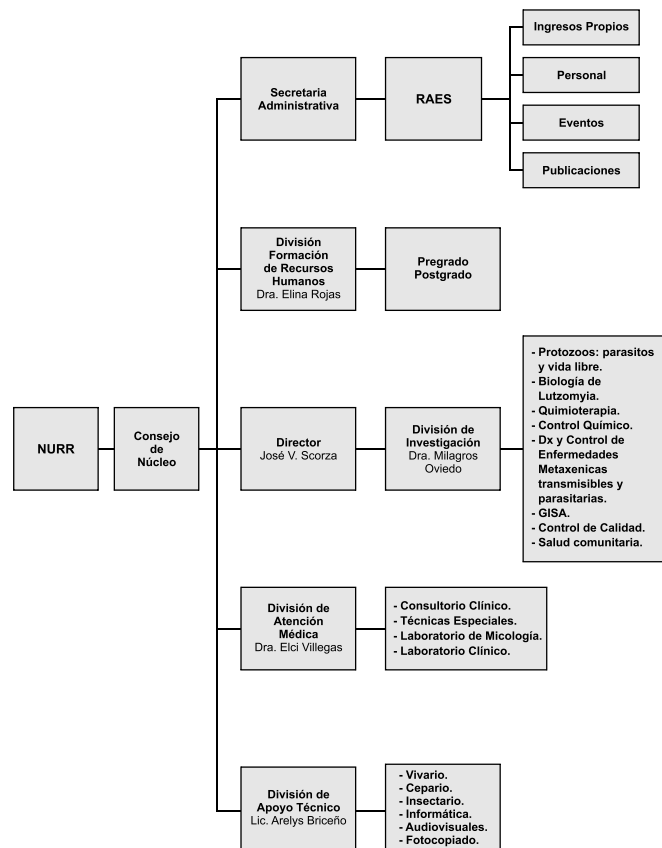 NURR
Consejo
de
Núcleo
Secretaria
Administrativa
RAES
Ingresos Propios
Personal
Eventos
Publicaciones
División
Formación
de Recursos
Humanos
Dra. Elina Rojas
Pregrado
Postgrado
Director
José V. Scorza
División de
Investigación
Dra. Milagros
Oviedo
- Protozoos: parasitos
y vida libre.
- Biología de
Lutzomyia.
- Quimioterapia.
- Control Químico.
- Dx y Control de
Enfermedades
Metaxenicas
transmisibles y
parasitarias.
- GISA.
- Control de Calidad.
- Salud comunitaria.
División de
Atención
Médica
Dra. Elci Villegas
- Consultorio Clínico.
- Técnicas Especiales.
- Laboratorio de Micología.
- Laboratorio Clínico.
División de
Apoyo Técnico
Lic. Arelys Briceño
- Vivario.
- Cepario.
- Insectario.
- Informática.
- Audiovisuales.
- Fotocopiado.